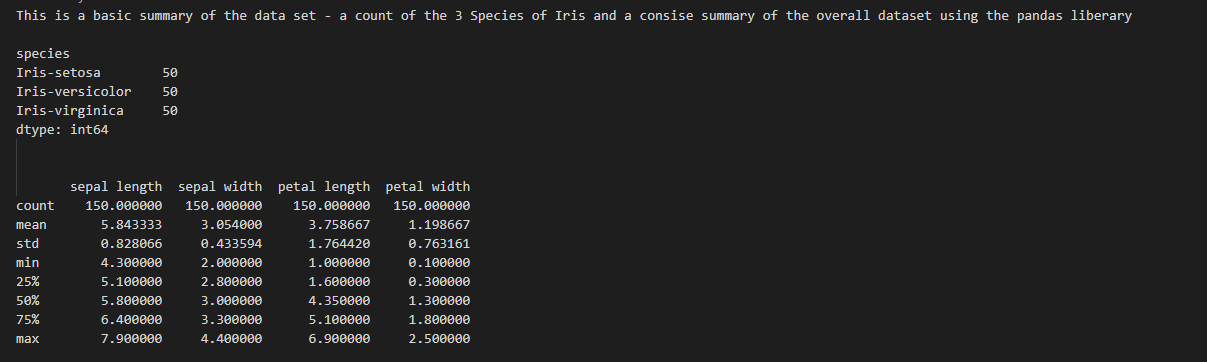 This is a basic summary of the data set - a count of the 3 Species of Iris and a consise summary of the overall dataset using the pandas liberary
species
Iris-setosa 50
Iris-versicolor 50
Iris-virginica 50
dtype: int64
sepal length sepal width petal length petal width
count 150.000000 150.000000 150.000000 150.000000
mean 5.843333 3.054000 3.758667 1.198667
std 0.828066 0.433594 1.764420 0.763161
min 4.300000 2.000000 1.000000 0.100000
25% 5.100000 2.800000 1.600000 0.300000
50% 5.800000 3.000000 4.350000 1.300000
75% 6.400000 3.300000 5.100000 1.800000
max 7.900000 4.400000 6.900000 2.500000